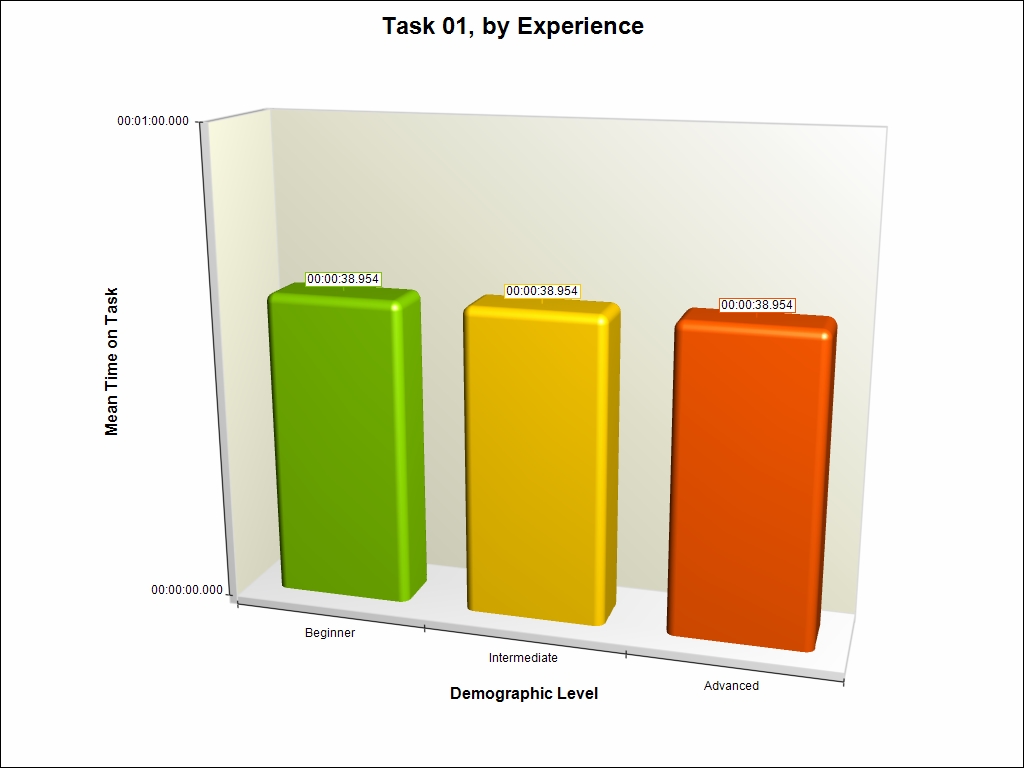 Task 01, by Experience
00:01:00.000
00:00:38.954
00:00:38.954
00:00:38.954
Mean Time on Task
00:00:00.000
Beginner
Intermediate
Advanced
Demographic Level